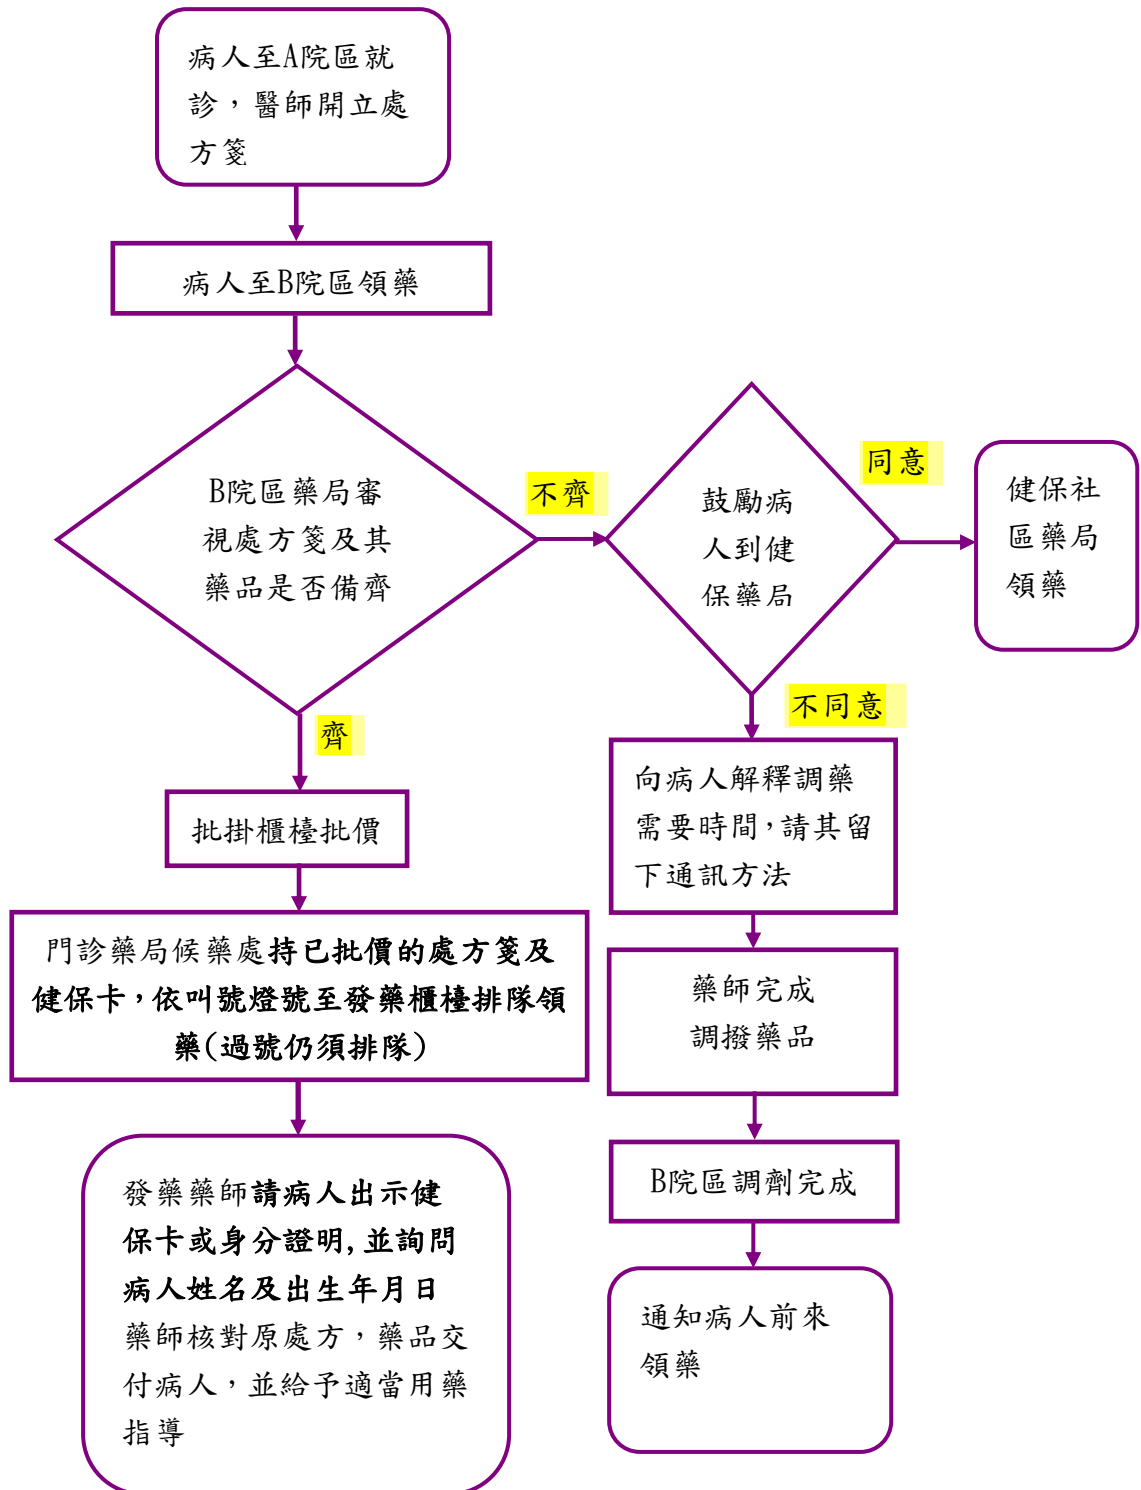 病人至A院區就
診，醫師開立處
方箋
病人至B院區領藥
B院區藥局審
視處方箋及其
藥品是否備齊
不齊
鼓勵病
人到健
保藥局
同意
健保社
區藥局
領藥
齊
不同意
批掛櫃檯批價
向病人解釋調藥
需要時間，請其留
下通訊方法
門診藥局候藥處持已批價的處方箋及
健保卡，依叫號燈號至發藥櫃檯排隊領
藥(過號仍須排隊)
藥師完成
調撥藥品
發藥藥師請病人出示健
保卡或身分證明,並詢問
病人姓名及出生年月日
藥師核對原處方，藥品交
付病人，並給予適當用藥
指導
B院區調劑完成
通知病人前來
領藥